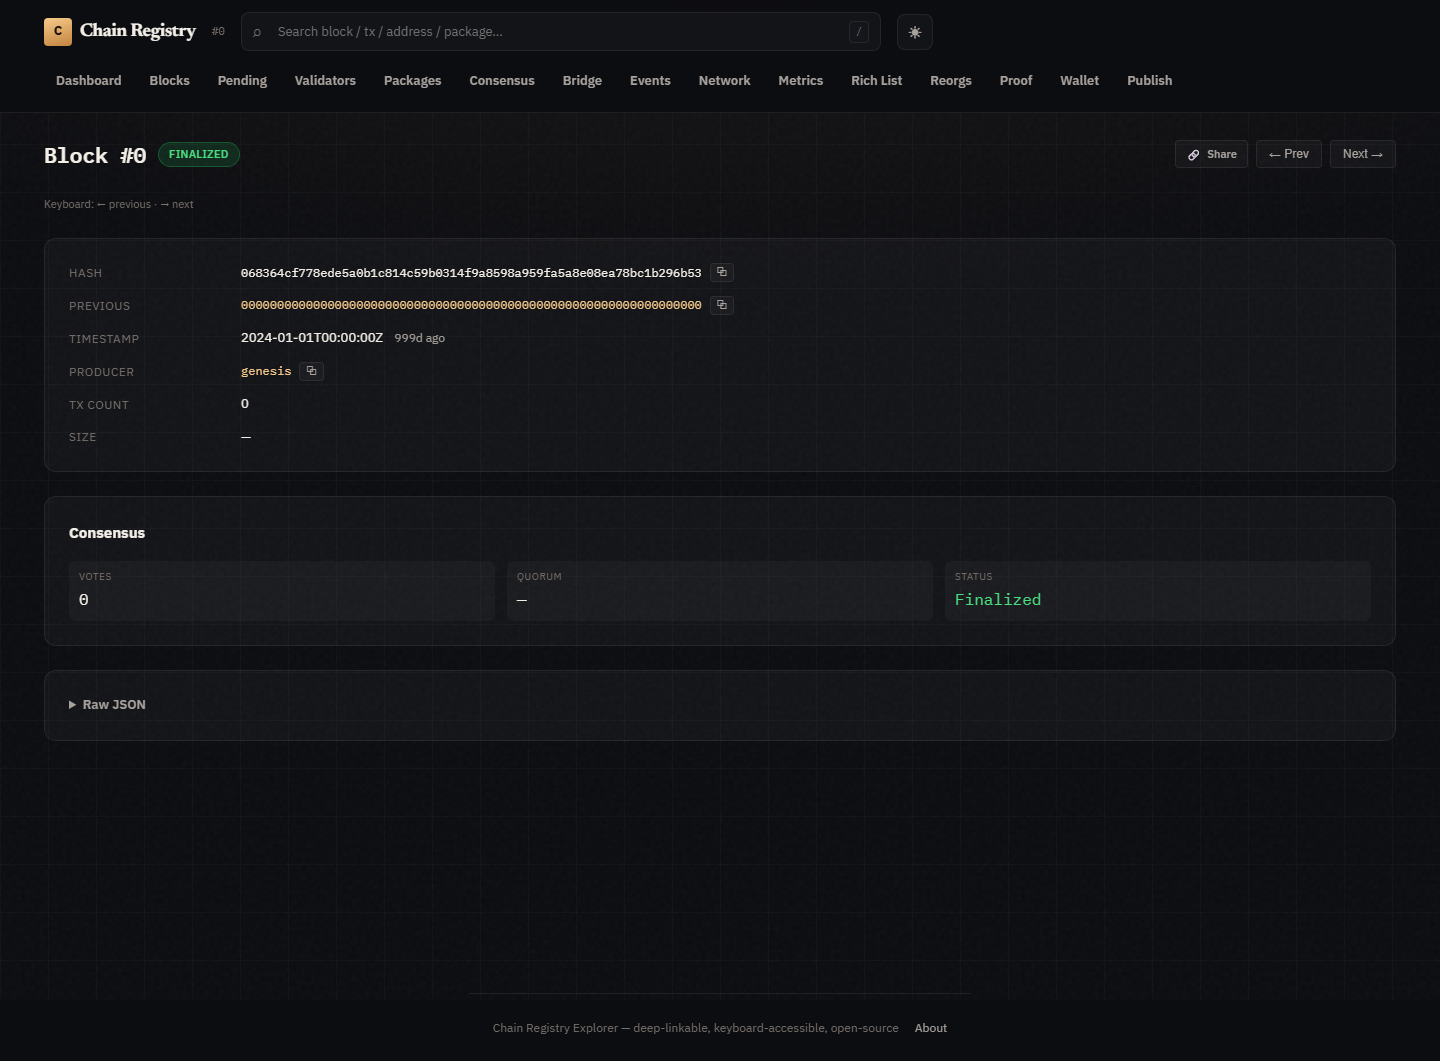 C Chain Registry #0 Search block / tx / address / package... /
Dashboard Blocks Pending Validators Packages Consensus Bridge Events Network Metrics Rich List Reorgs Proof Wallet Publish
Block #0 FINALIZED Share ← Prev Next →
Keyboard: ← previous · → next
HASH 068364cf778ede5a0b1c814c59b0314f9a8598a959fa5a8e08ea78bc1b296b53
PREVIOUS 0000000000000000000000000000000000000000000000000000000000000000
TIMESTAMP 2024-01-01T00:00:00Z 999d ago
PRODUCER genesis
TX COUNT 0
SIZE —
Consensus
VOTES QUORUM STATUS
0 — Finalized
Raw JSON
Chain Registry Explorer — deep-linkable, keyboard-accessible, open-source About